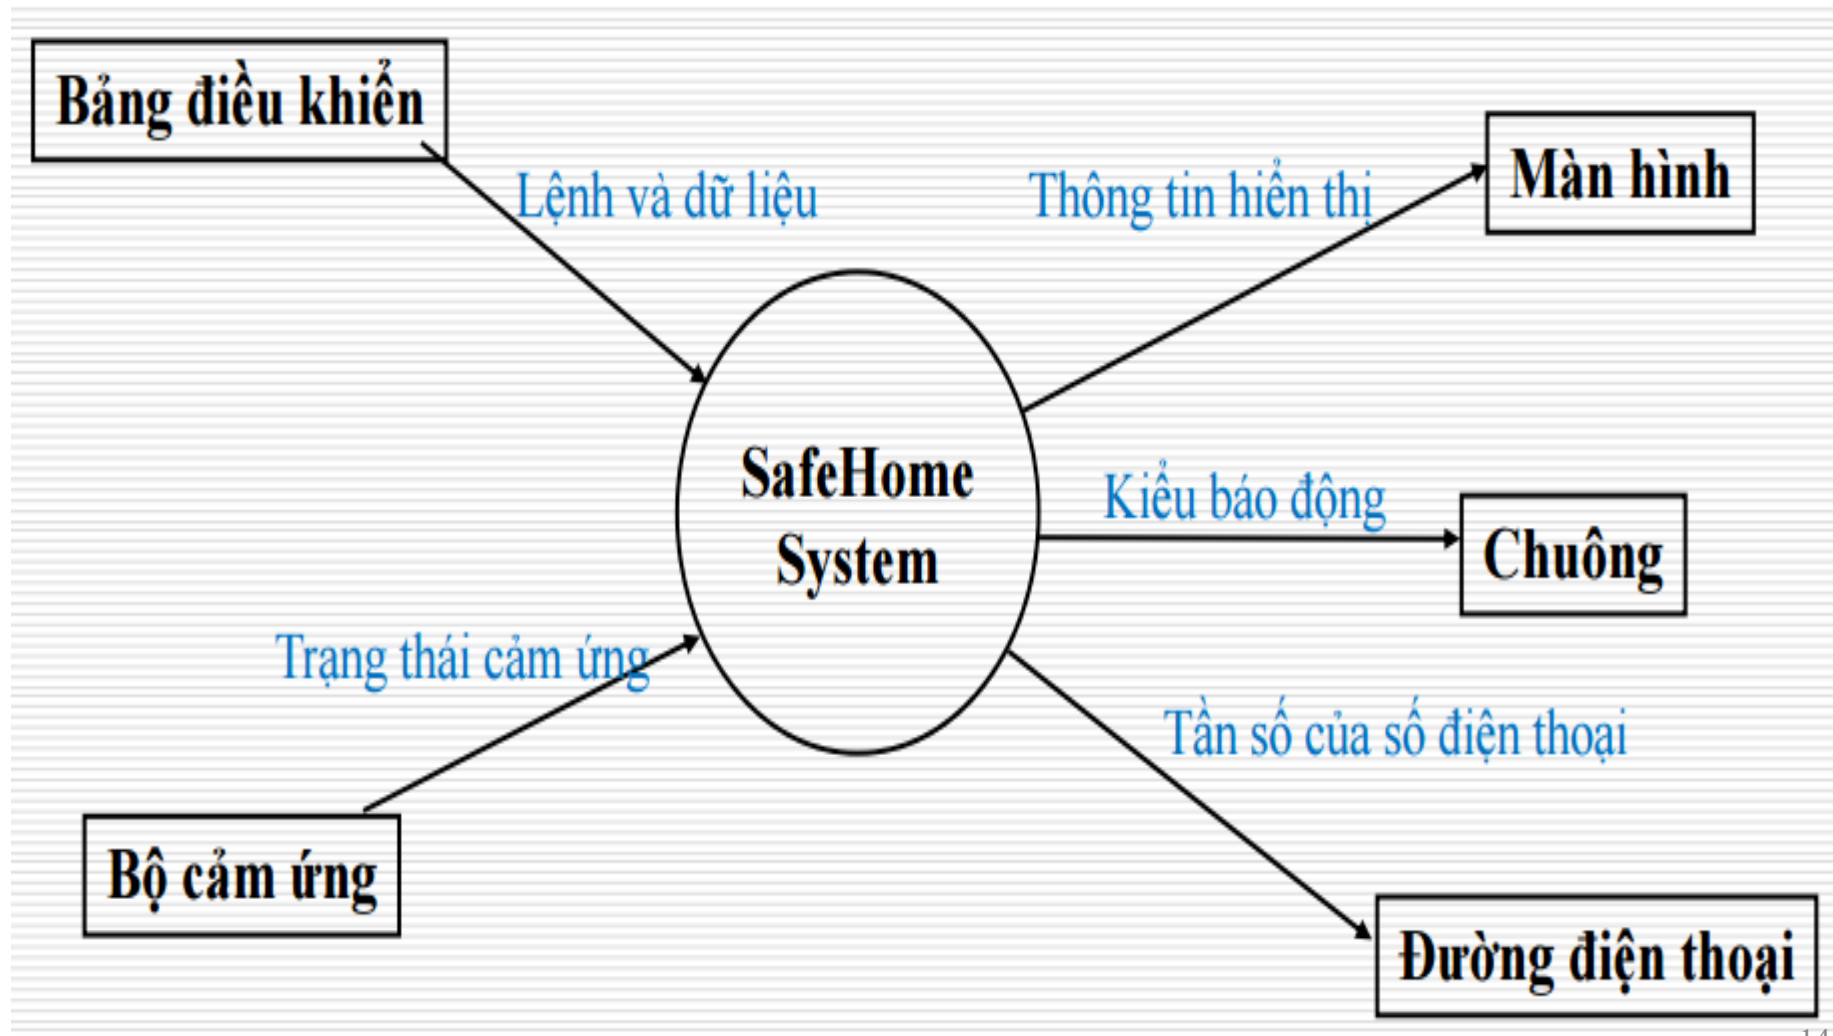 Bảng điều khiển
Lệnh và dữ liệu
Thông tin hiển thị
Màn hình
SafeHome
System
Kiểu báo động
Chuông
Trạng thái cảm ứng
Tần số của số điện thoại
Bộ cảm ứng
Đường điện thoại